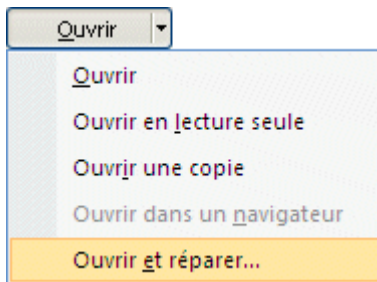 Ouvrir
Ouvrir
Ouvrir en lecture seule
Ouvrir une copie
Ouvrir dans un navigateur
Ouvrir et réparer...